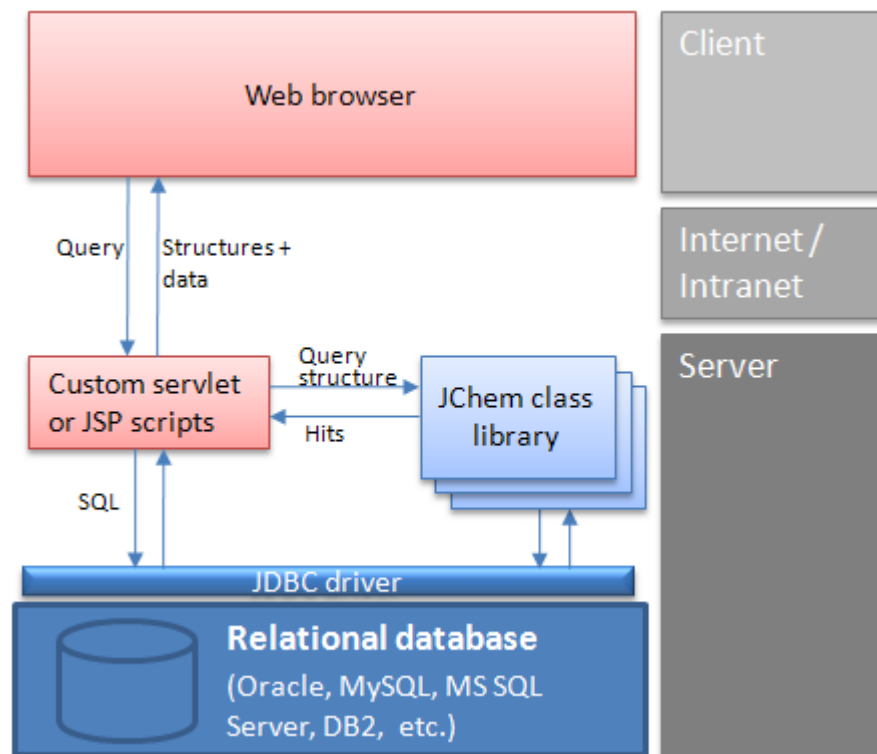 Web browser
Client
Query
Structures +
data
Internet /
Intranet
Custom servlet
or JSP scripts
Query
structure
Hits
JChem class
library
Server
SQL
JDBC driver
Relational database
(Oracle, MySQL, MS SQL
Server, DB2, etc.)